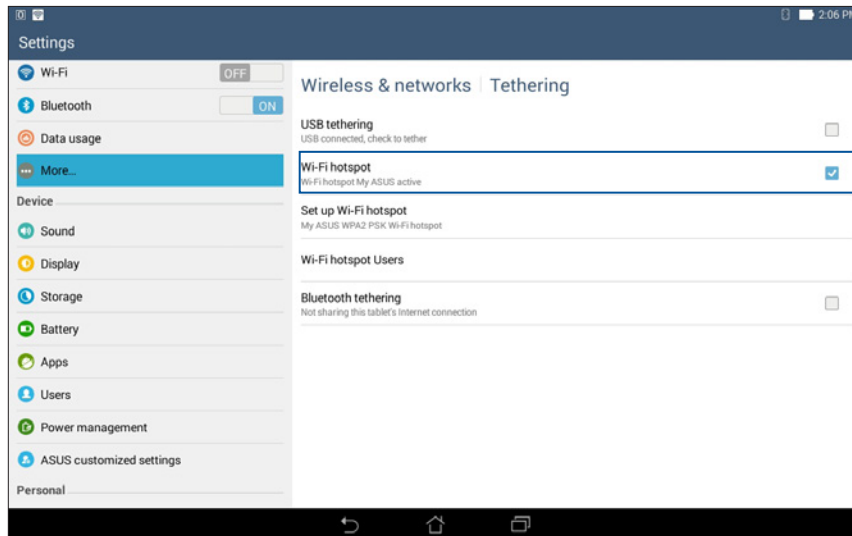 2:06 PM
Settings
Wi-Fi
OFF
Bluetooth
ON
Data usage
More...
Device
Sound
Display
Storage
Battery
Apps
Users
Power management
ASUS customized settings
Personal
Wireless & networks | Tethering
USB tethering
USB connected, check to tether
Wi-Fi hotspot
Wi-Fi hotspot My ASUS active
Set up Wi-Fi hotspot
My ASUS WPA2 PSK Wi-Fi hotspot
Wi-Fi hotspot Users
Bluetooth tethering
Not sharing this tablet's Internet connection